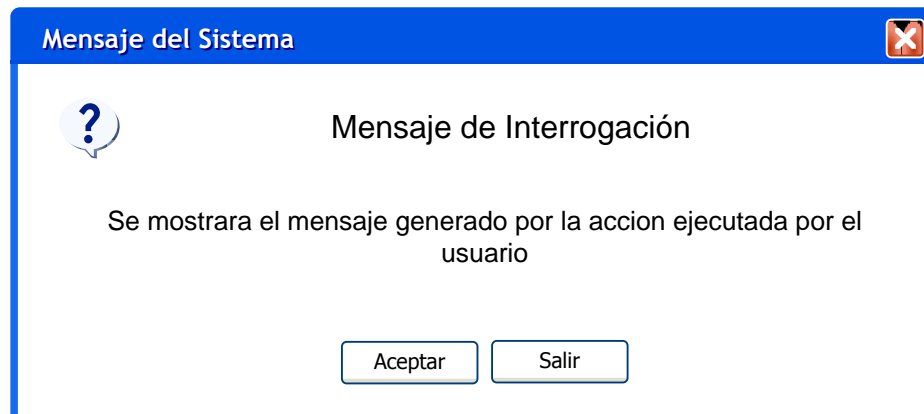 Mensaje del Sistema
?
Mensaje de Interrogación
Se mostrara el mensaje generado por la accion ejecutada por el
usuario
Aceptar
Salir